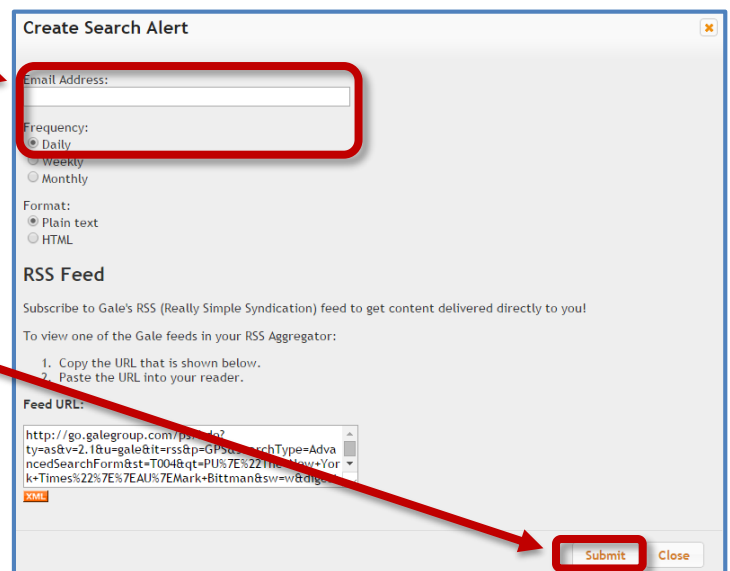 Create Search Alert
Email Address:
Frequency:
Daily
Weekly
Monthly
Format:
Plain text
HTML
RSS Feed
Subscribe to Gale's RSS (Really Simple Syndication) feed to get content delivered directly to you!
To view one of the Gale feeds in your RSS Aggregator:
1. Copy the URL that is shown below.
2. Paste the URL into your reader.
Feed URL:
http://go.galegroup.com/ps/i.do?
ty=as&v=2.1&u=gale&it=rss&p=GPS&searchType=Adva
ncedSearchForm&st=T004&qt=PU%7E%22The+New+Yor
k+Times%22%7E%7EAU%7EMark+Bittman&sw=w&
XML
Submit Close